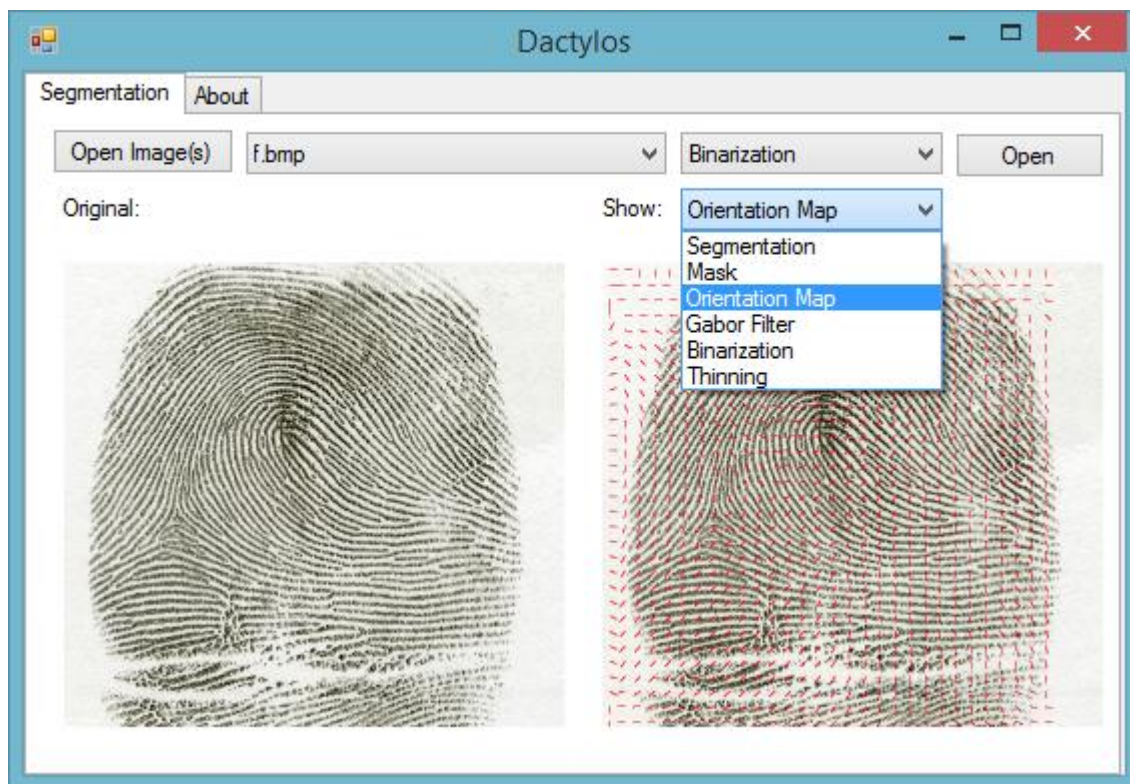 Dactylos
Segmentation About
Open Image(s) f.bmp Binarization Open
Original: Show: Orientation Map
Segmentation
Mask
Orientation Map
Gabor Filter
Binarization
Thinning